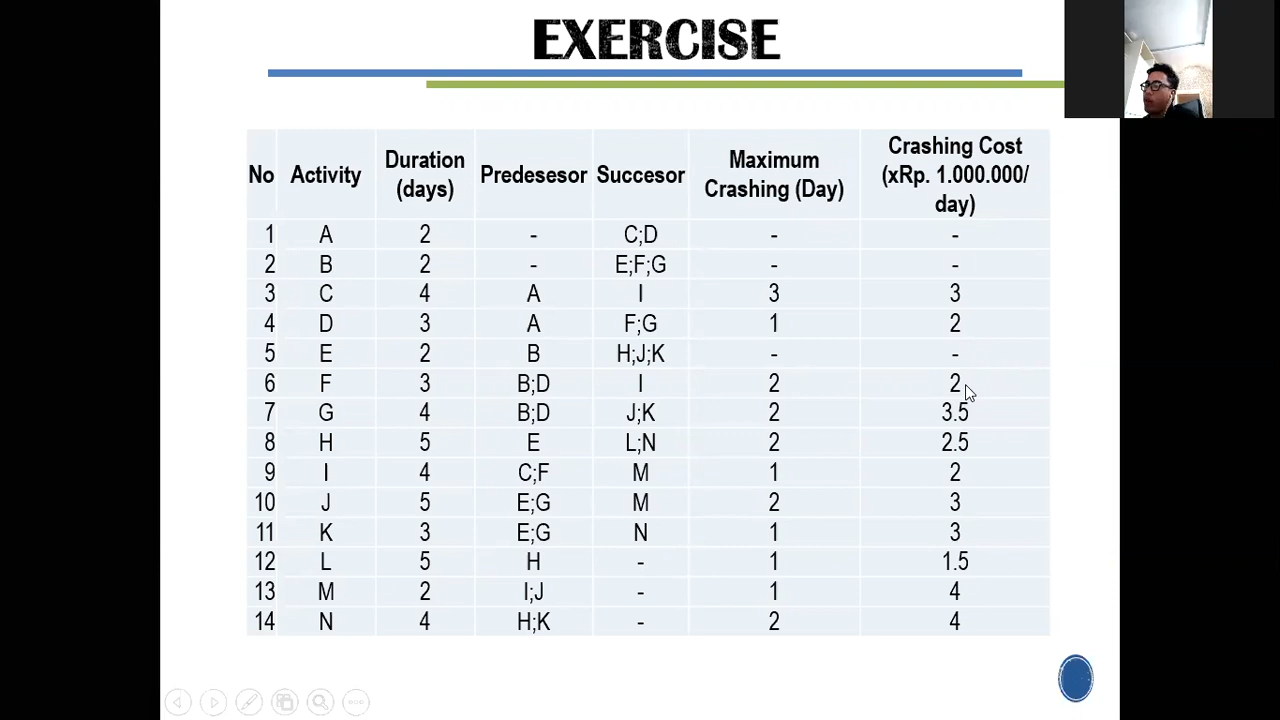 EXERCISE
No Activity Duration (days) Predesesor Succesor Maximum Crashing (Day) Crashing Cost (xRp. 1.000.000/ day)
1 A 2 - C;D - -
2 B 2 - E;F;G - -
3 C 4 A I 3 3
4 D 3 A F;G 1 2
5 E 2 B H;J;K - -
6 F 3 B;D I 2 2
7 G 4 B;D J;K 2 3.5
8 H 5 E L;N 2 2.5
9 I 4 C;F M 1 2
10 J 5 E;G M 2 3
11 K 3 E;G N 1 3
12 L 5 H - 1 1.5
13 M 2 I;J - 1 4
14 N 4 H;K - 2 4